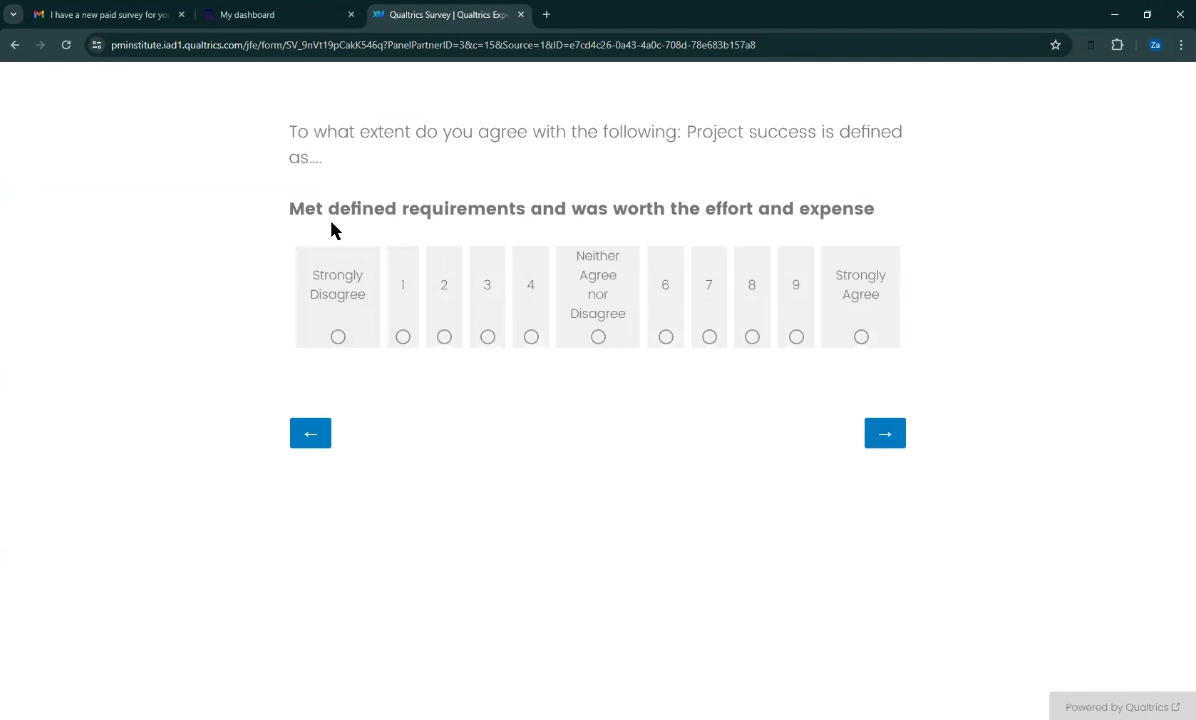 I have a new paid survey for yo
My dashboard
Qualtrics Survey | Qualtrics Exp
pminstitute.iad1.qualtrics.com/jfe/form/SV_9nVt19pCakK546q?PanelPartnerID=3&c=15&Source=1&ID=e7cd4c26-0a43-4a0c-708d-78e683b157a8
Za
To what extent do you agree with the following: Project success is defined
as....
Met defined requirements and was worth the effort and expense
Strongly
Disagree
1
2
3
4
Neither
Agree
nor
Disagree
6
7
8
9
Strongly
Agree
←
→
Powered by Qualtrics